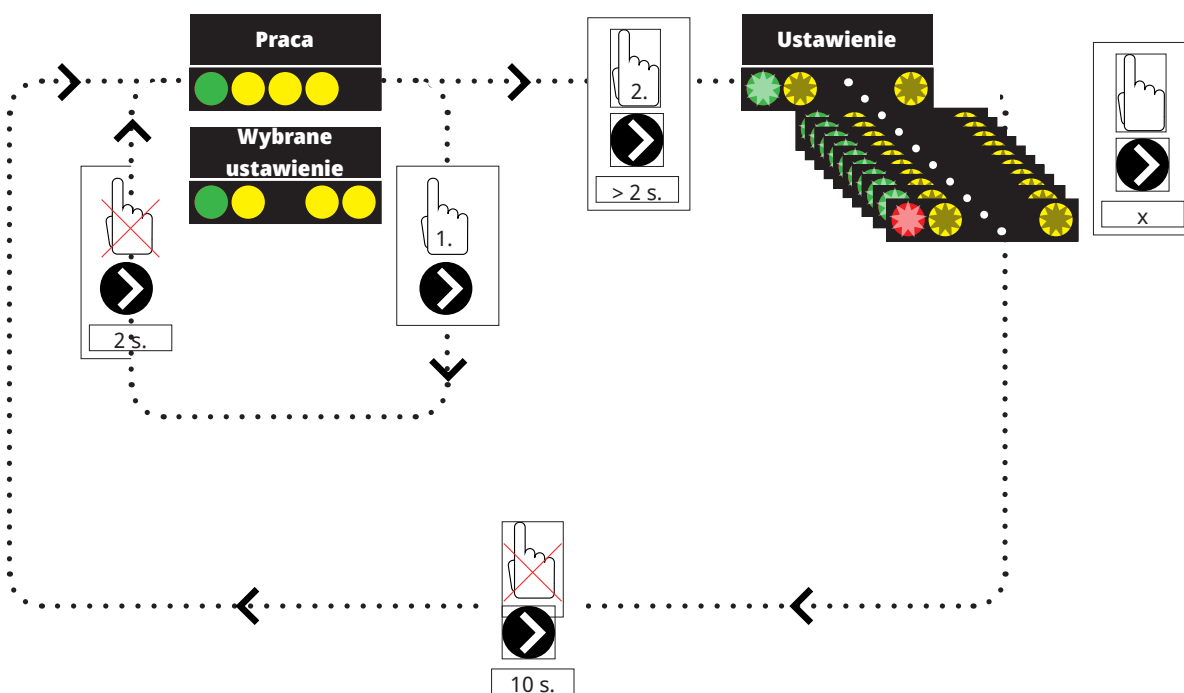 Praca
Wybrane
ustawienie
2 s.
1.
2.
> 2 s.
Ustawienie
x
10 s.